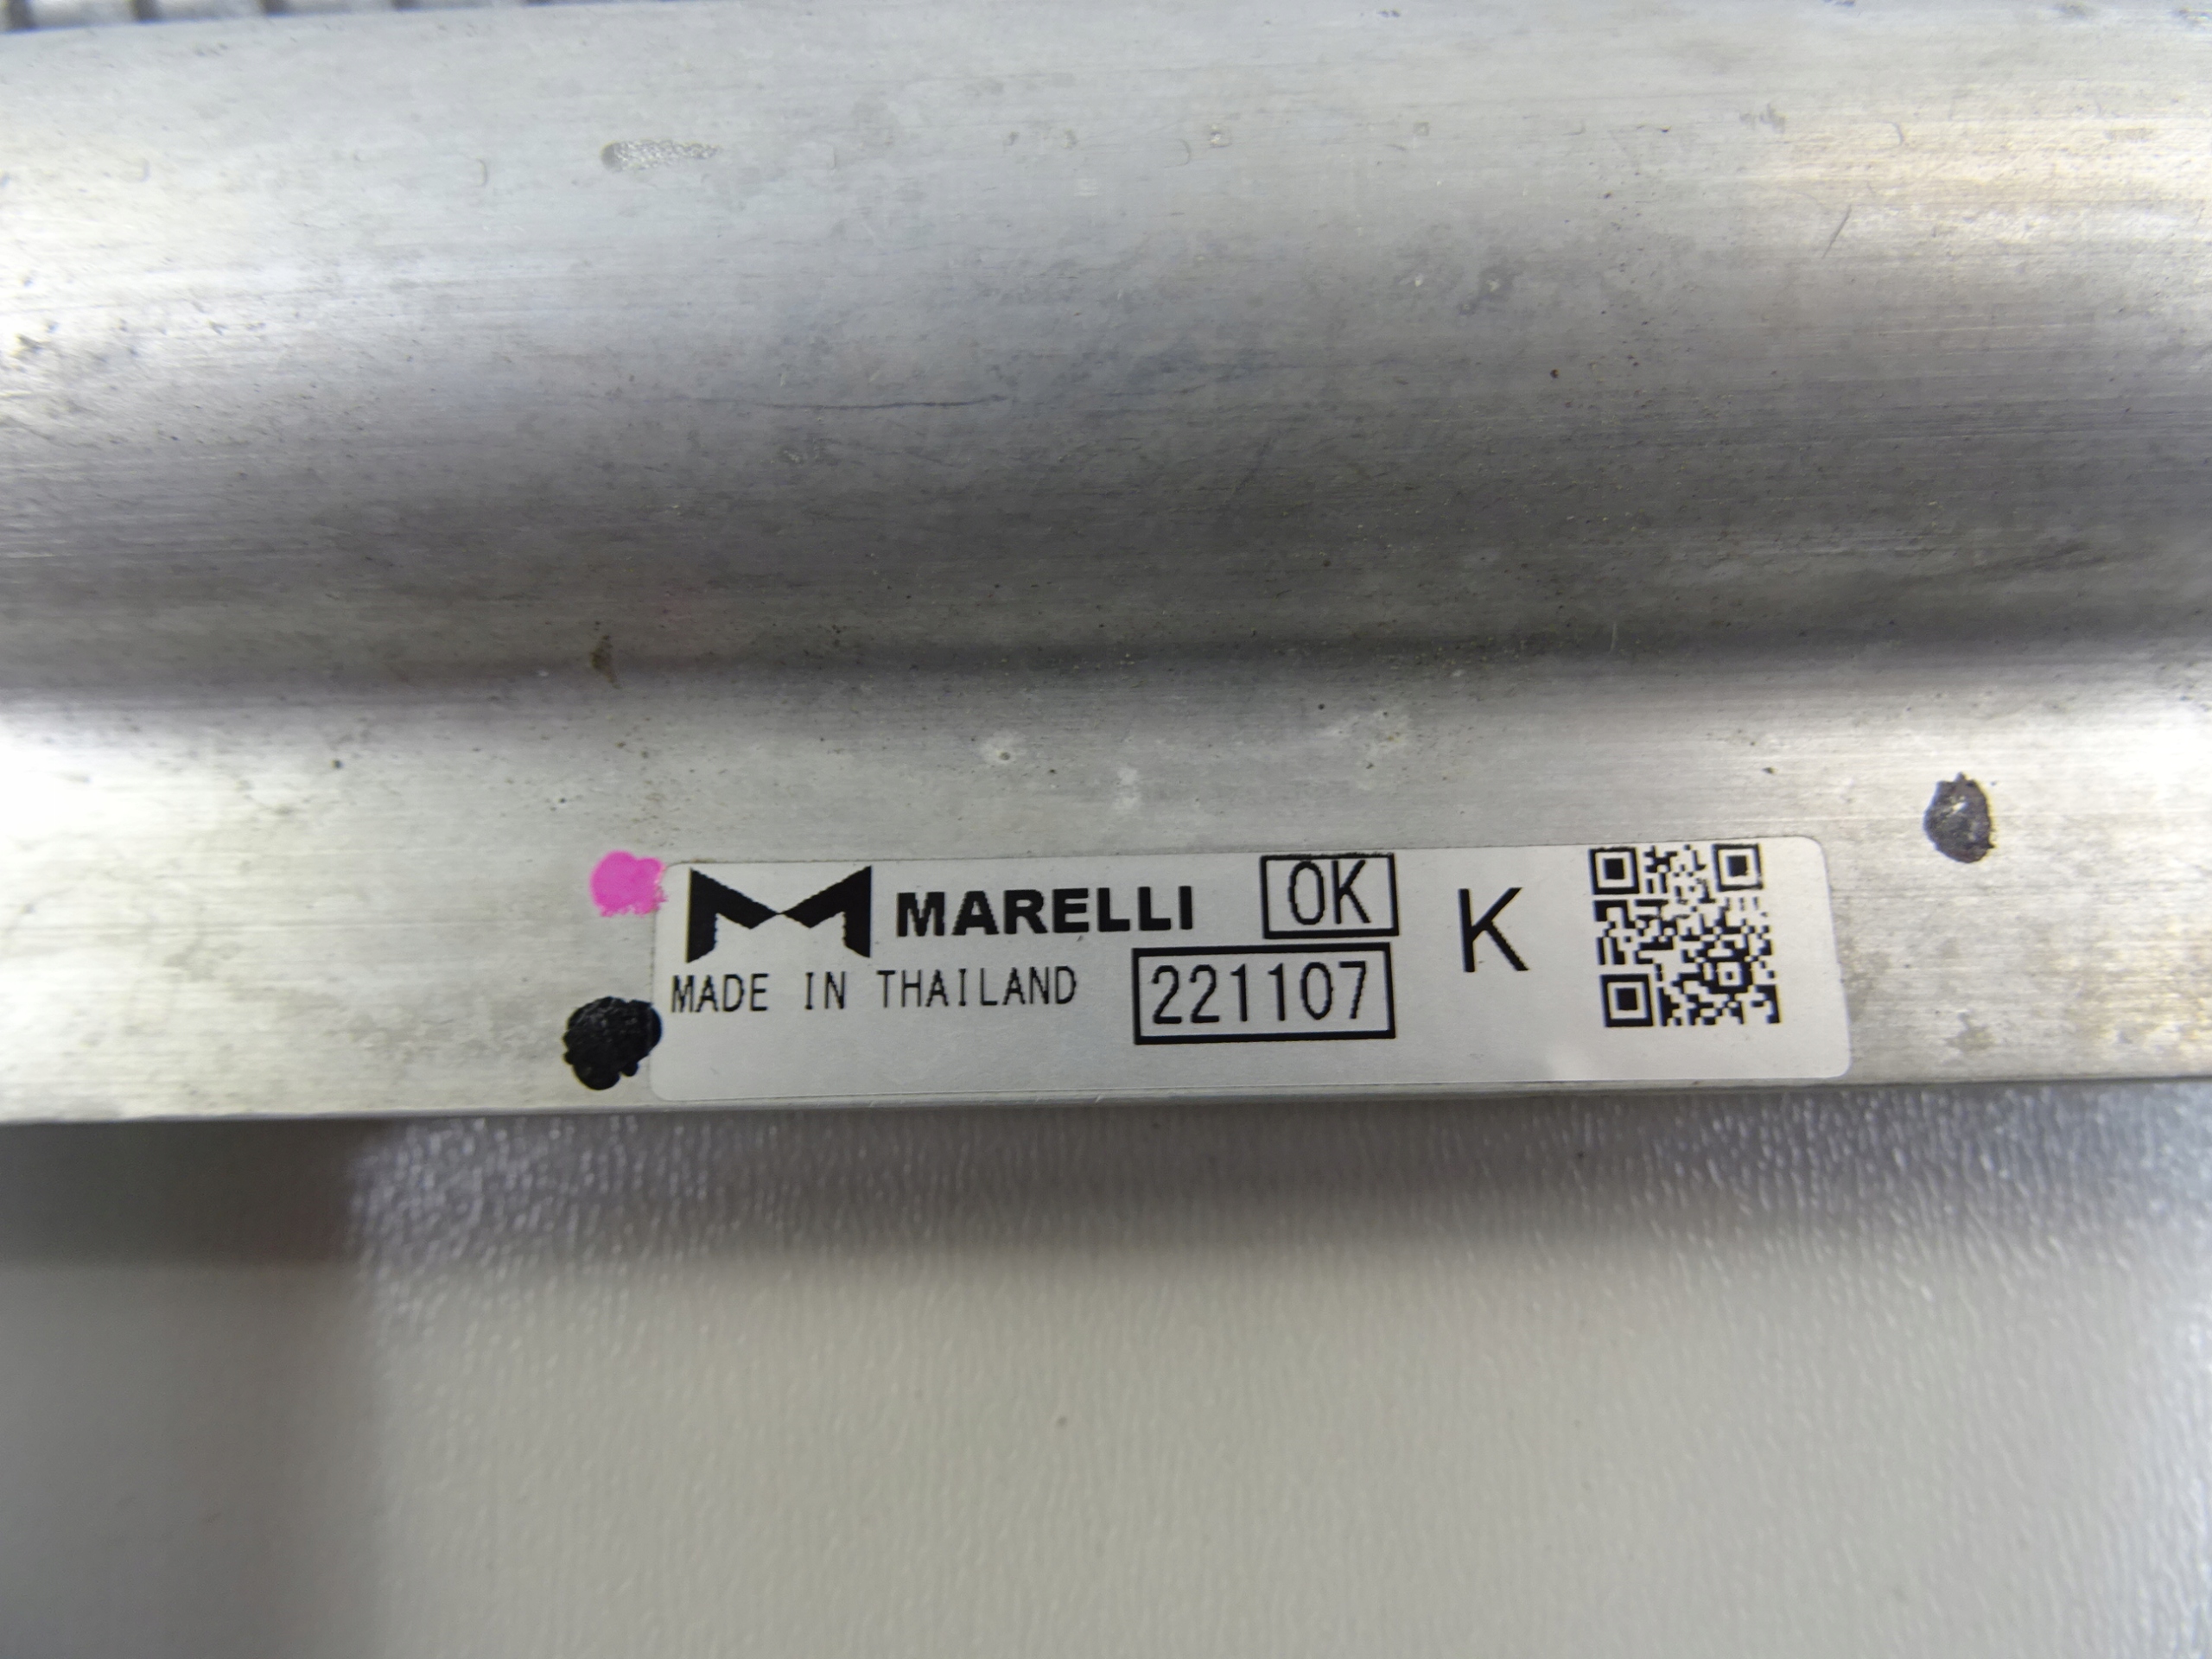 MARELLI OK K
MADE IN THAILAND 221107